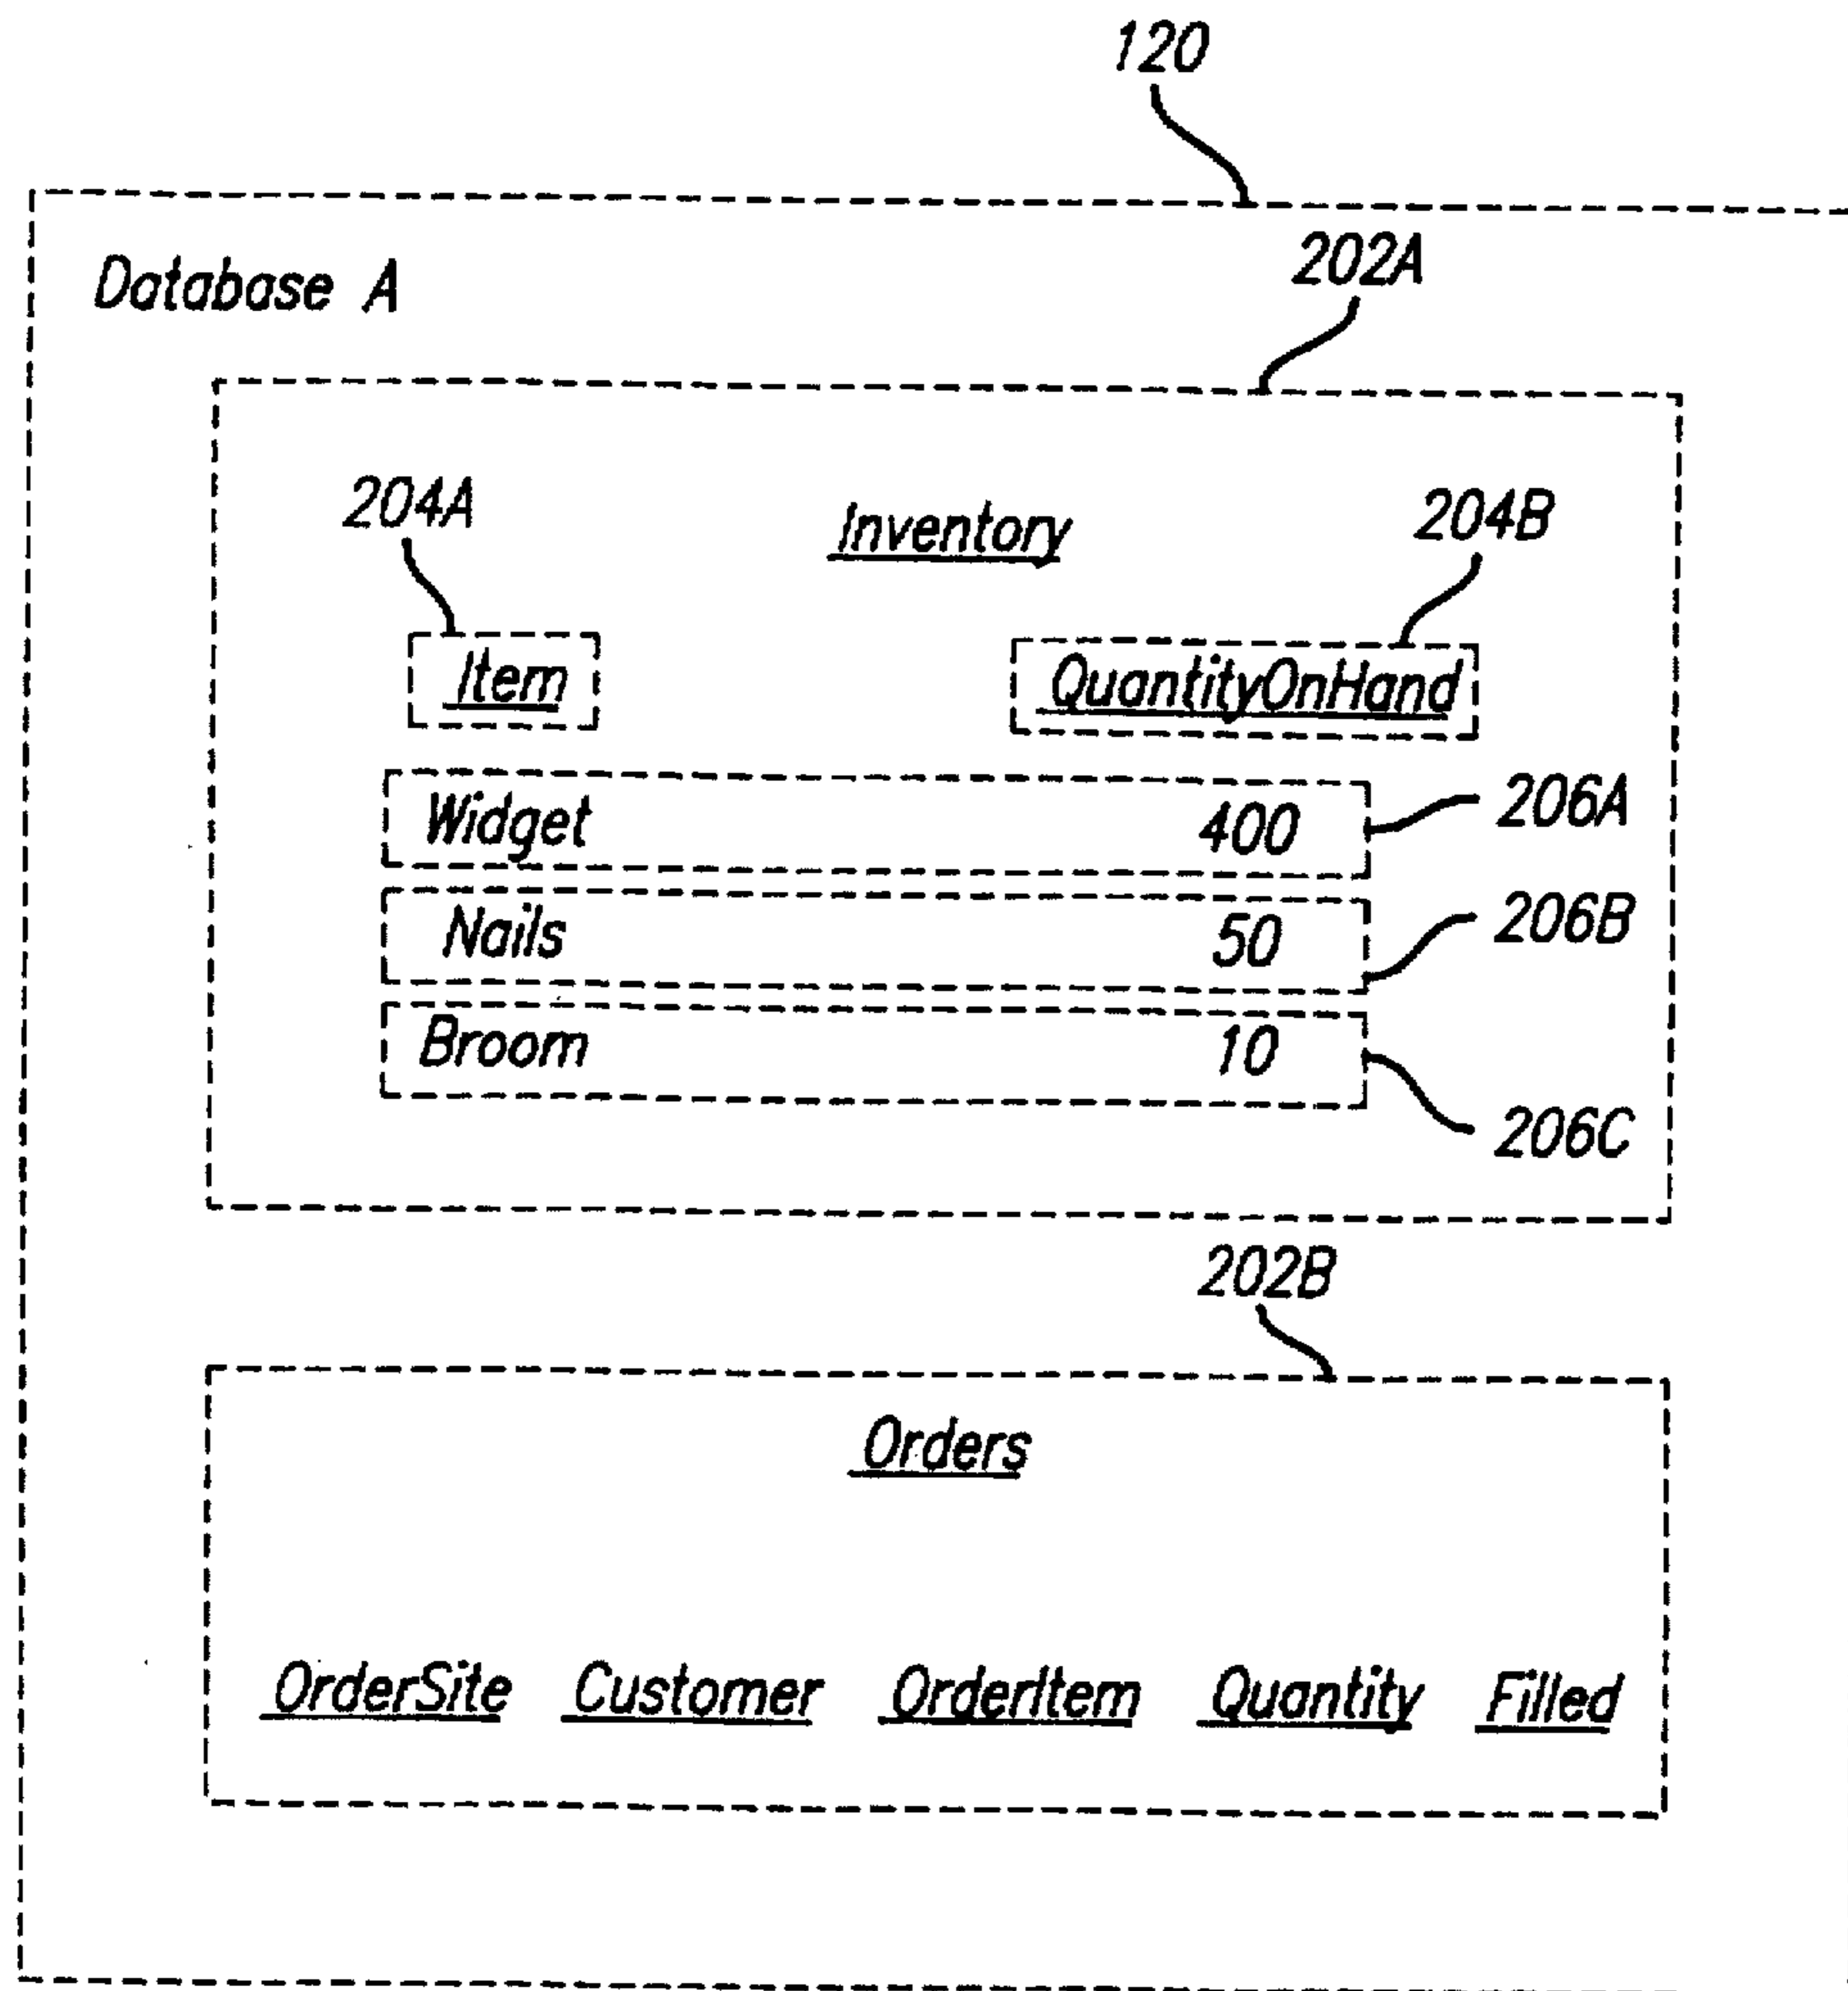 120
Database A
202A
204A
Inventory
204B
Item
QuantityOnHand
Widget 400
206A
Nails 50
206B
Broom 10
206C
202B
Orders
OrderSite Customer OrderItem Quantity Filled